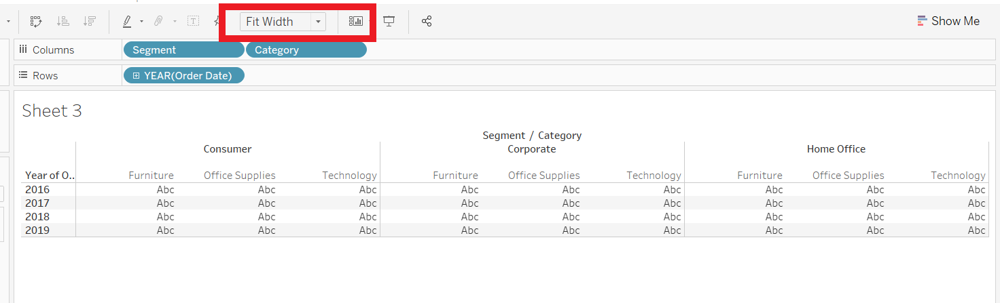 Fit Width
Show Me
Columns Segment Category
Rows YEAR(Order Date)
Sheet 3
Segment / Category
Consumer Corporate Home Office
Year of O.. Furniture Office Supplies Technology Furniture Office Supplies Technology Furniture Office Supplies Technology
2016 Abc Abc Abc Abc Abc Abc Abc Abc Abc
2017 Abc Abc Abc Abc Abc Abc Abc Abc Abc
2018 Abc Abc Abc Abc Abc Abc Abc Abc Abc
2019 Abc Abc Abc Abc Abc Abc Abc Abc Abc